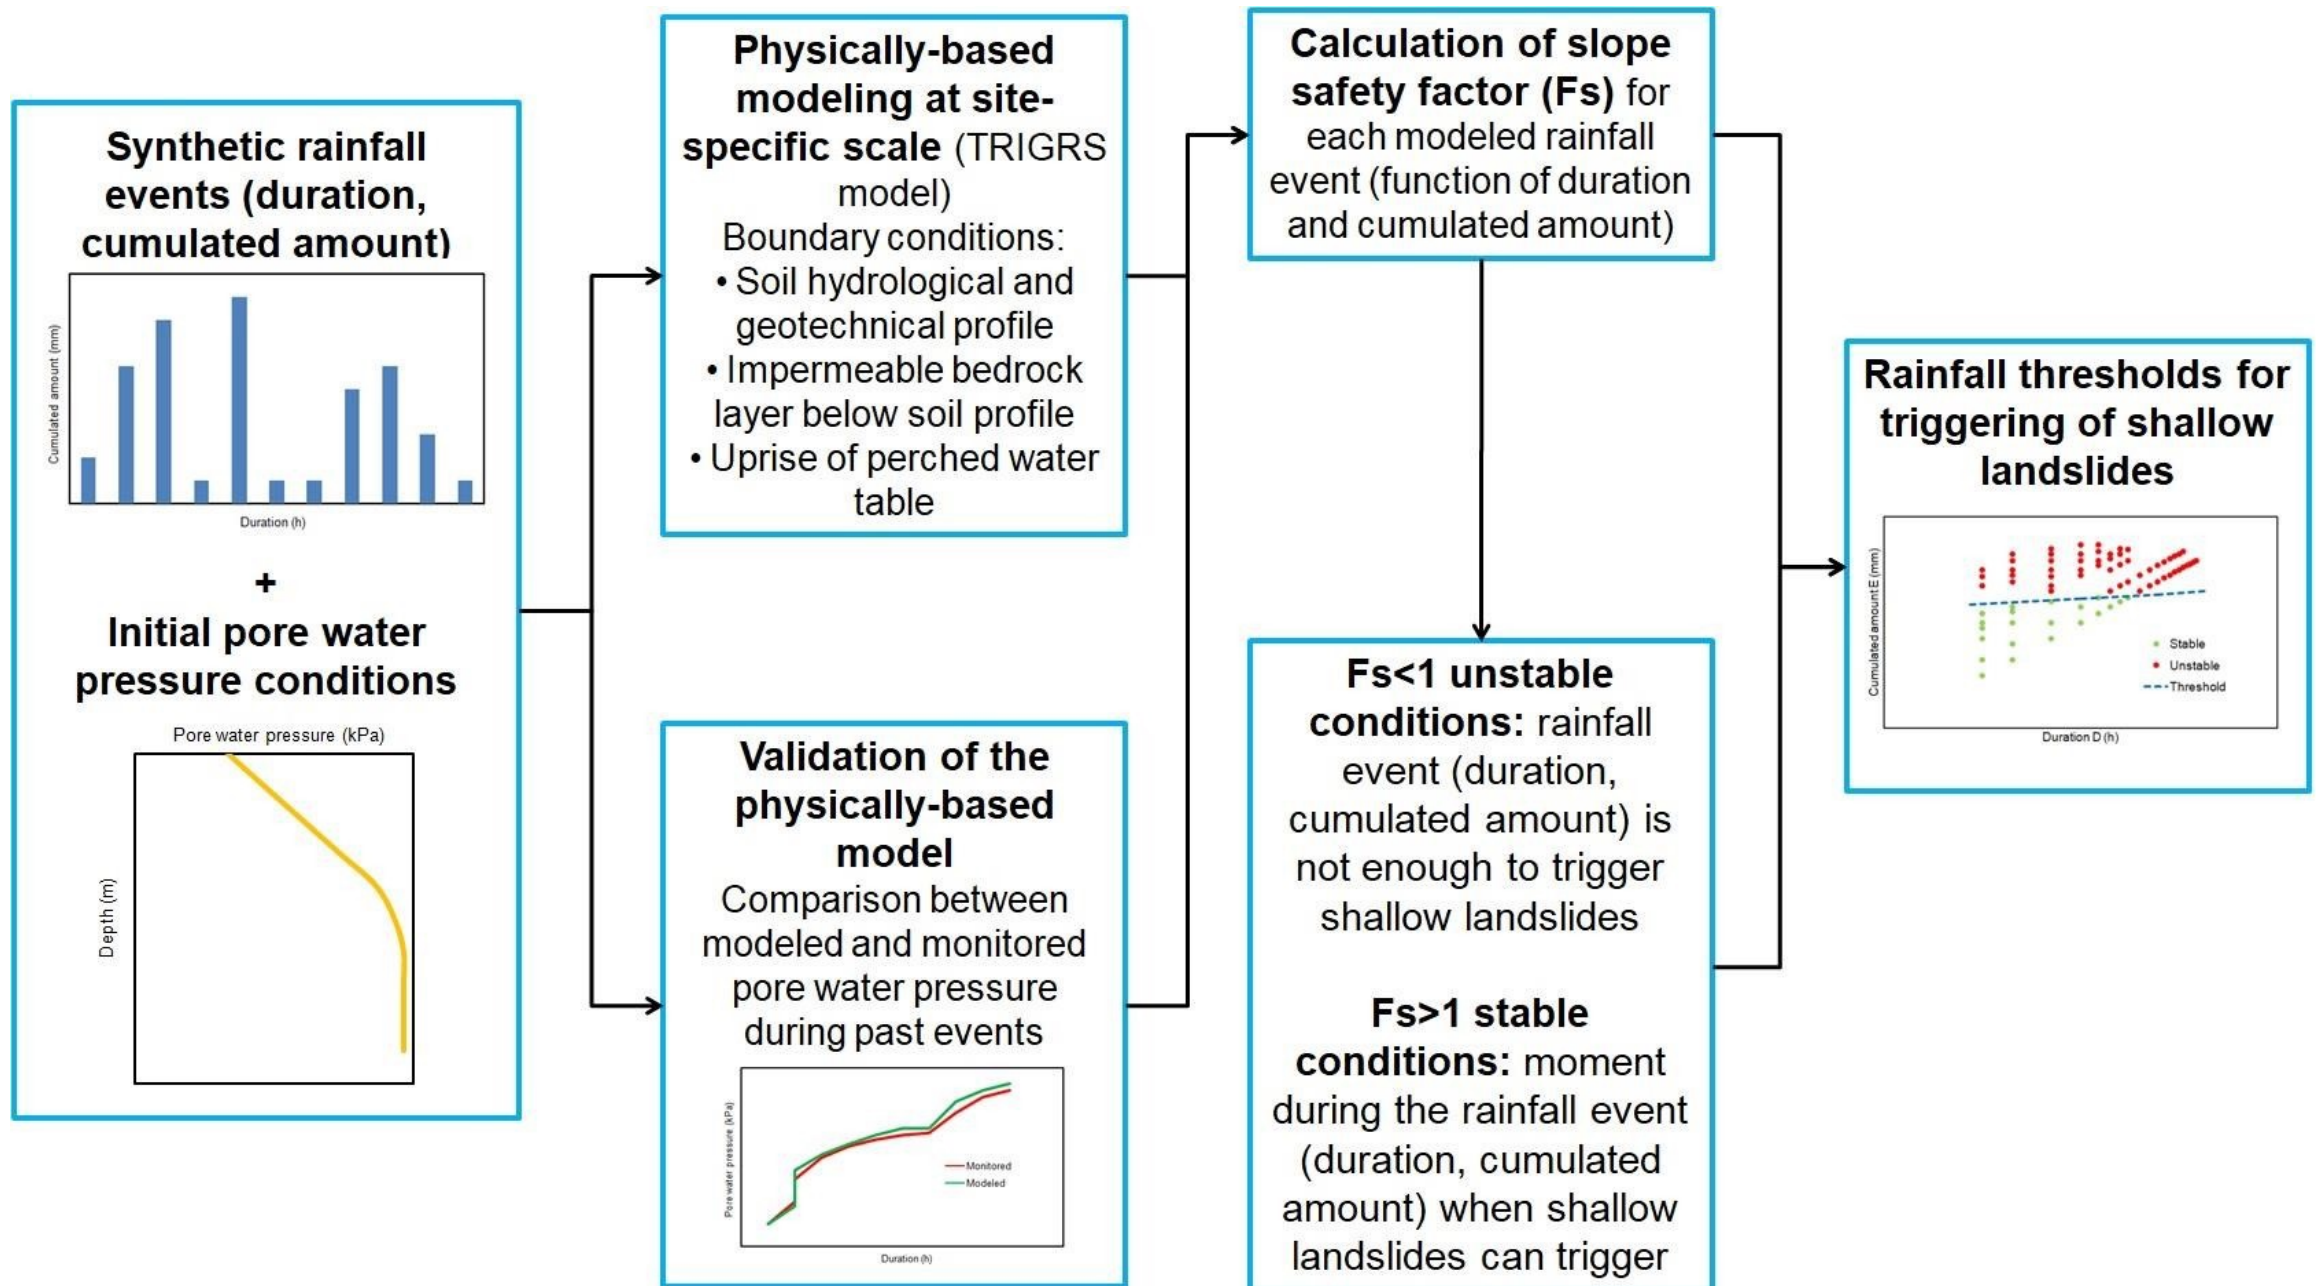 Synthetic rainfall
events (duration,
cumulated amount)
Cumulated amount (mm)
Duration (h)
+
Initial pore water
pressure conditions
Pore water pressure (kPa)
Depth (m)
Physically-based
modeling at site-
specific scale (TRIGRS
model)
Boundary conditions:
• Soil hydrological and
geotechnical profile
• Impermeable bedrock
layer below soil profile
• Uprise of perched water
table
Validation of the
physically-based
model
Comparison between
modeled and monitored
pore water pressure
during past events
Pore water pressure (kPa)
Monitored
Modeled
Duration (h)
Calculation of slope
safety factor (Fs) for
each modeled rainfall
event (function of duration
and cumulated amount)
Fs<1 unstable
conditions: rainfall
event (duration,
cumulated amount) is
not enough to trigger
shallow landslides
Fs>1 stable
conditions: moment
during the rainfall event
(duration, cumulated
amount) when shallow
landslides can trigger
Rainfall thresholds for
triggering of shallow
landslides
Cumulated amount E (mm)
Stable
Unstable
Threshold
Duration D (h)